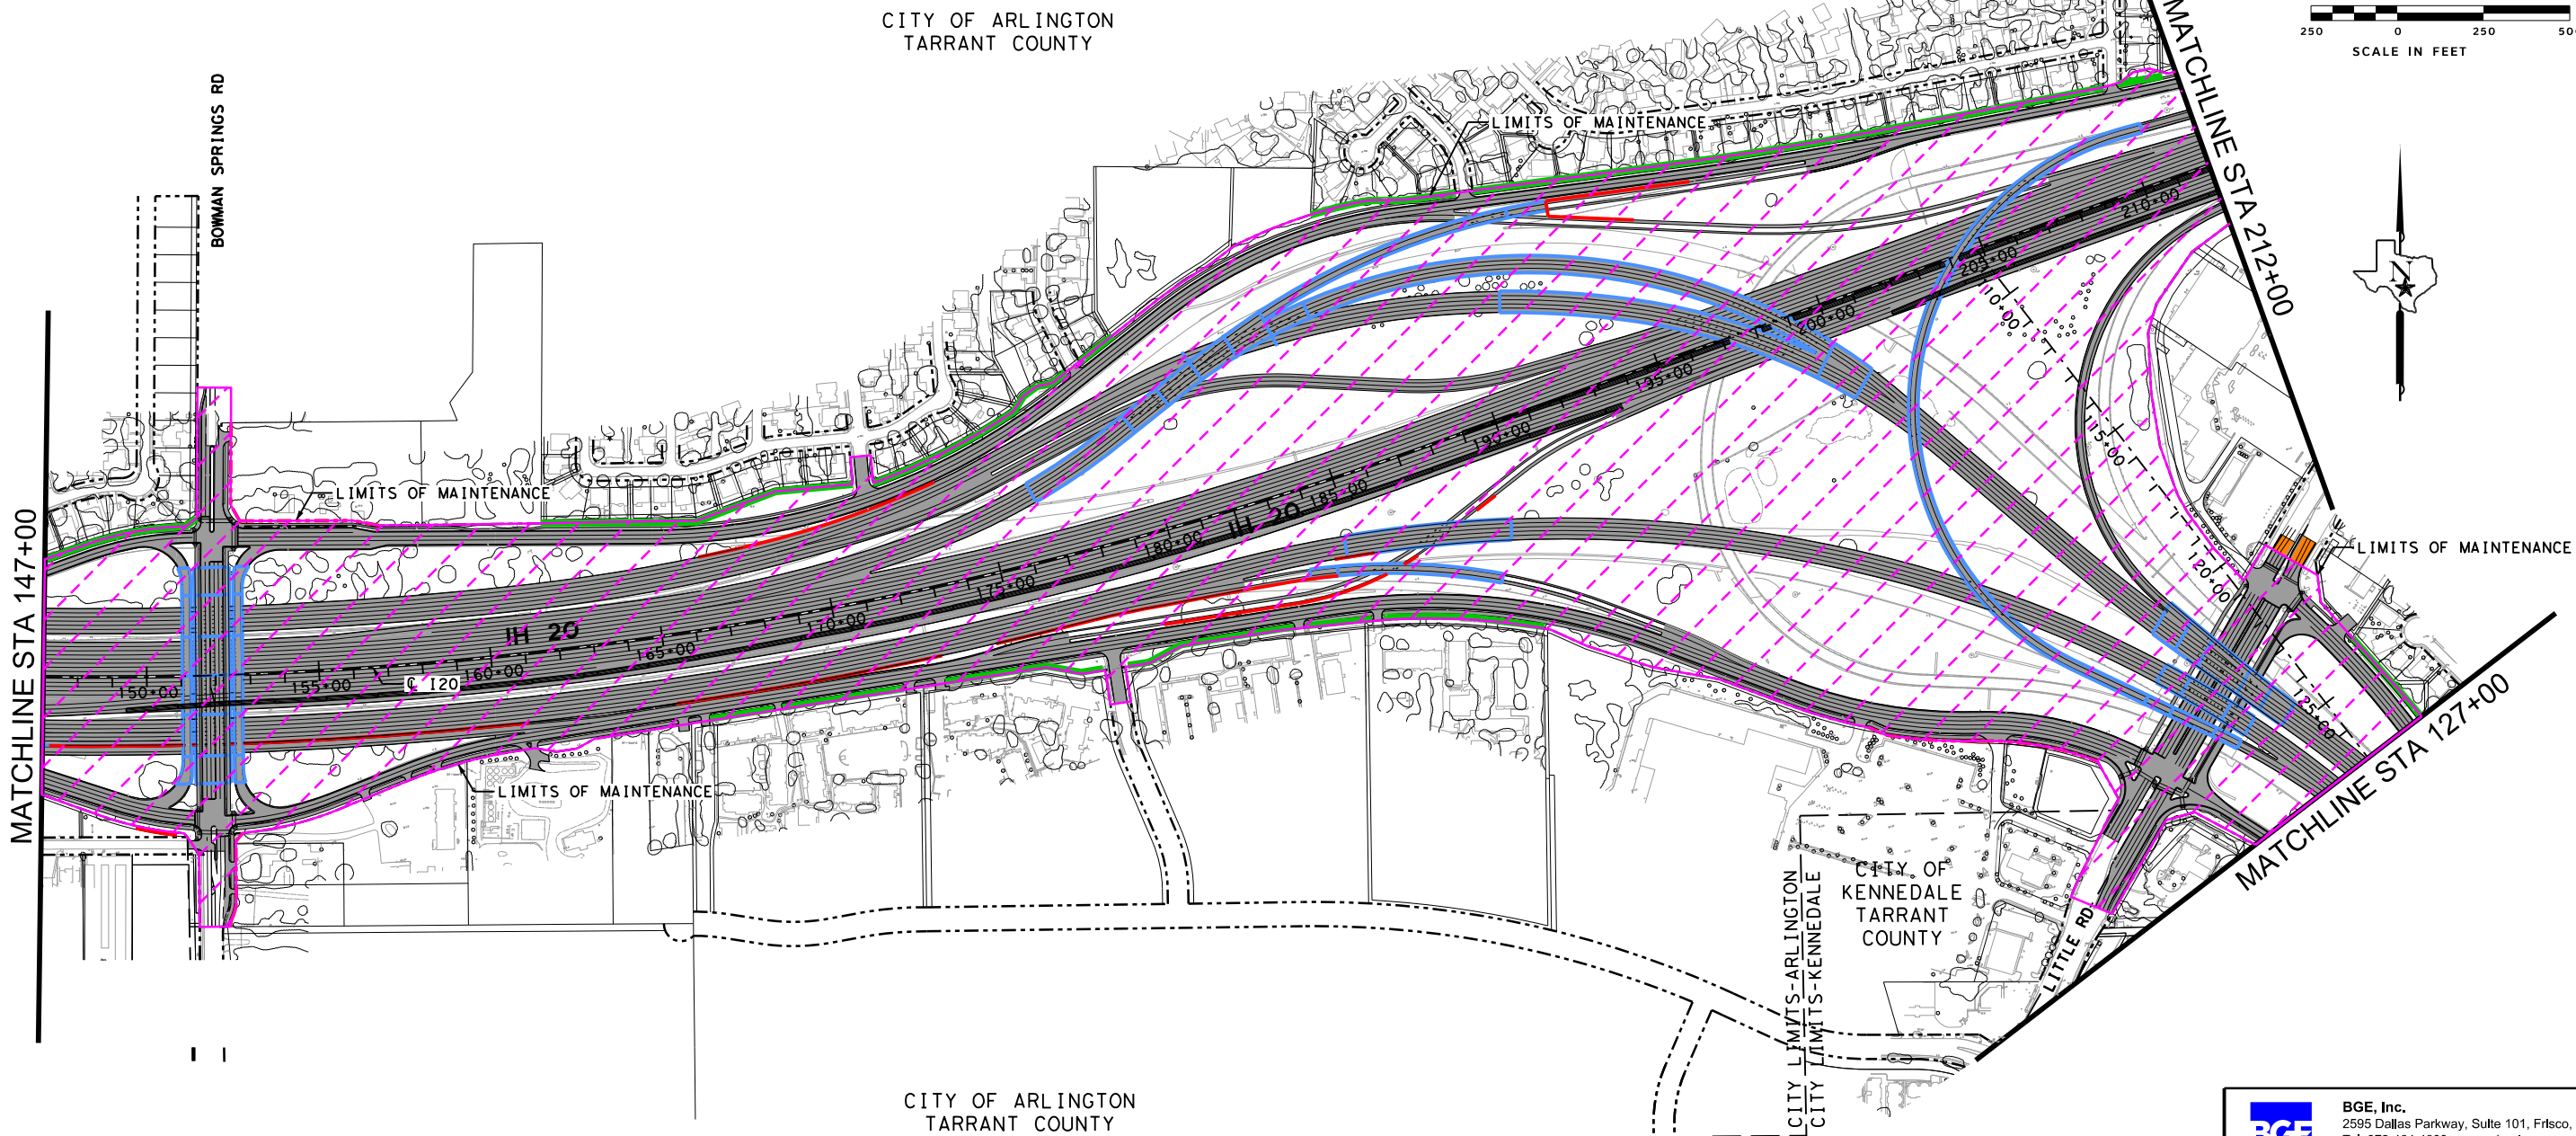 CITY OF ARLINGTON
TARRANT COUNTY
250 0 250
SCALE IN FEET
MATCHLINE STA 212+00
BOWMAN SPRINGS RD
LIMITS OF MAINTENANCE
210+00
205+00
200+00
195+00
190+00
185+00
180+00
175+00
170+00
165+00
160+00
155+00
150+00
IH 20
IH 20
℄ I20
110+00
115+00
120+00
125+00
N
LIMITS OF MAINTENANCE
LIMITS OF MAINTENANCE
LIMITS OF MAINTENANCE
MATCHLINE STA 147+00
MATCHLINE STA 127+00
CITY OF
KENNEDALE
TARRANT
COUNTY
LITTLE RD
CITY LIMITS-ARLINGTON
CITY LIMITS-KENNEDALE
CITY OF ARLINGTON
TARRANT COUNTY
BGE
BGE, Inc.
2595 Dallas Parkway, Suite 101, Frisco,